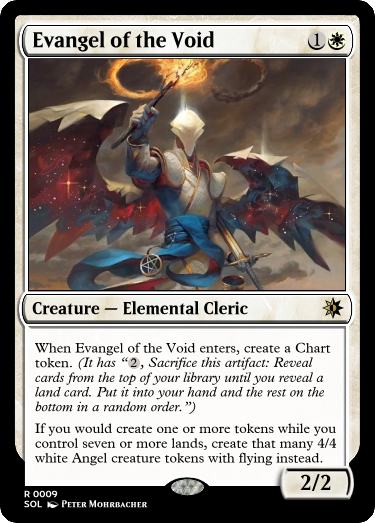 Evangel of the Void 1
Creature — Elemental Cleric
When Evangel of the Void enters, create a Chart
token. (It has “2, Sacrifice this artifact: Reveal
cards from the top of your library until you reveal a
land card. Put it into your hand and the rest on the
bottom in a random order.”)
If you would create one or more tokens while you
control seven or more lands, create that many 4/4
white Angel creature tokens with flying instead.
2/2
R 0009
SOL Peter Mohrbacher